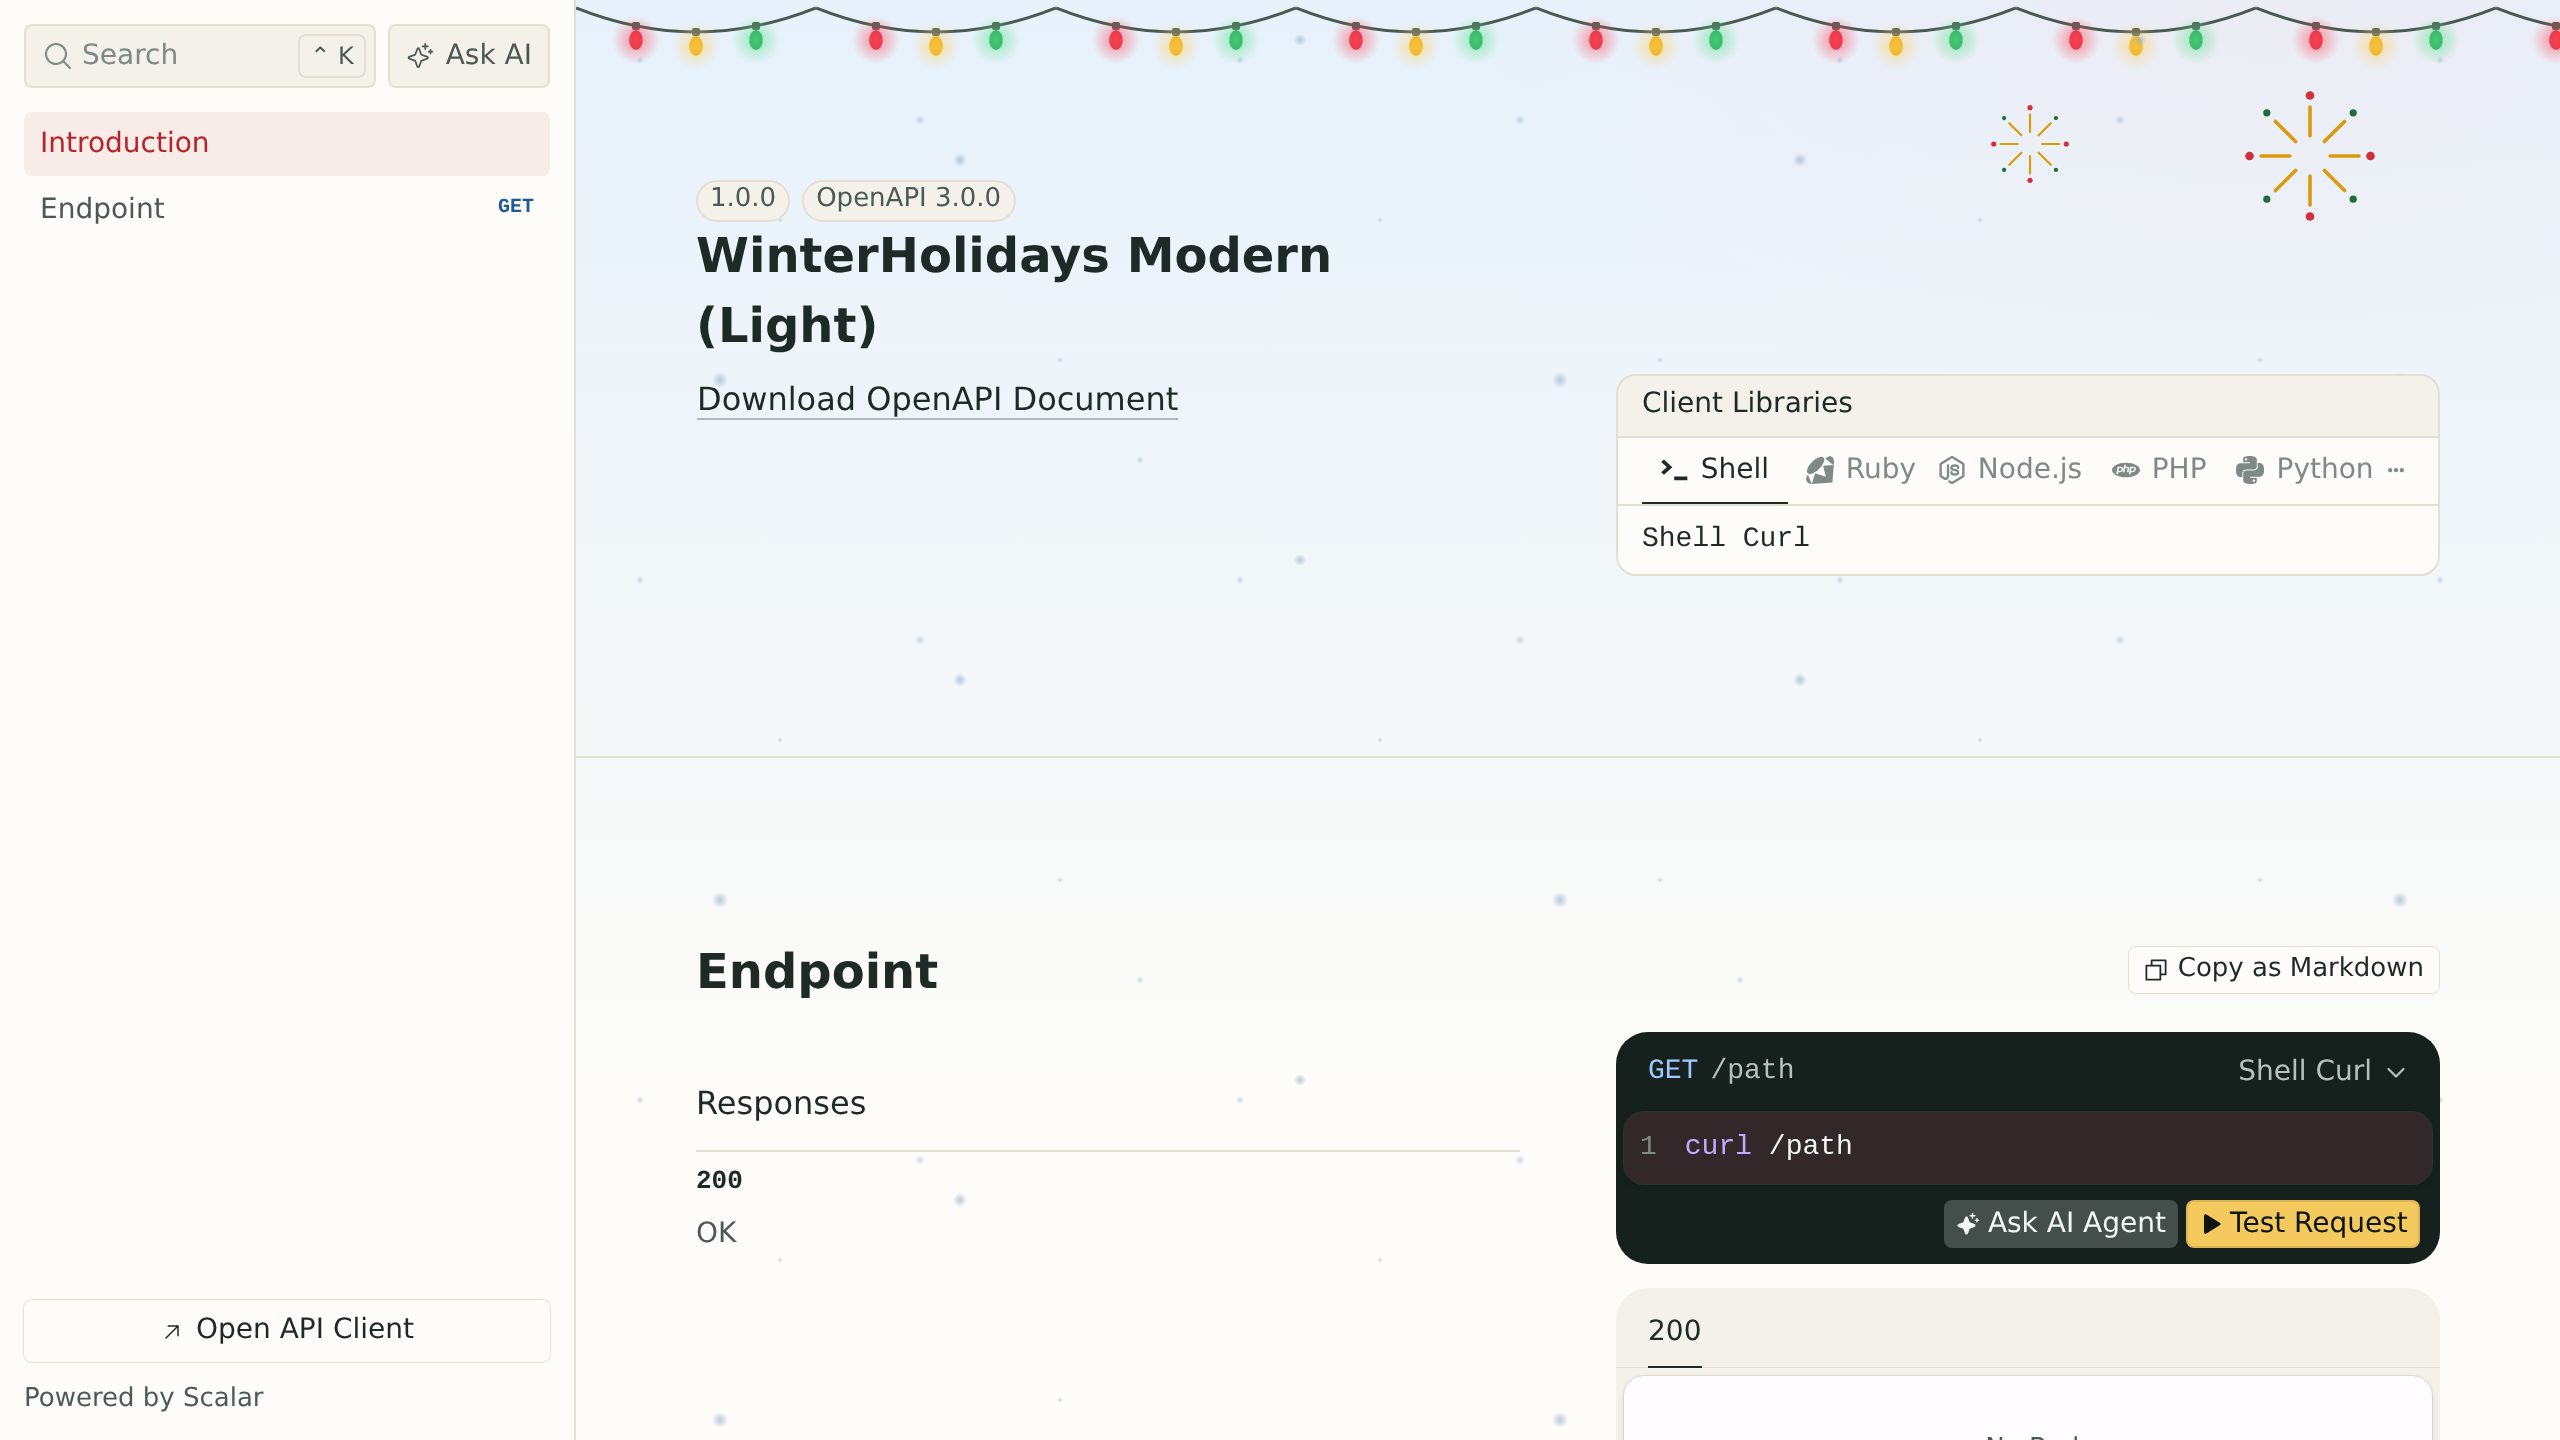 Search
⌃ K
Ask AI
Introduction
Endpoint GET
Open API Client
Powered by Scalar
1.0.0 OpenAPI 3.0.0
WinterHolidays Modern
(Light)
Download OpenAPI Document
Client Libraries
Shell Ruby Node.js PHP Python
Shell Curl
Endpoint
Copy as Markdown
Responses
200
OK
GET /path Shell Curl
1 curl /path
Ask AI Agent Test Request
200